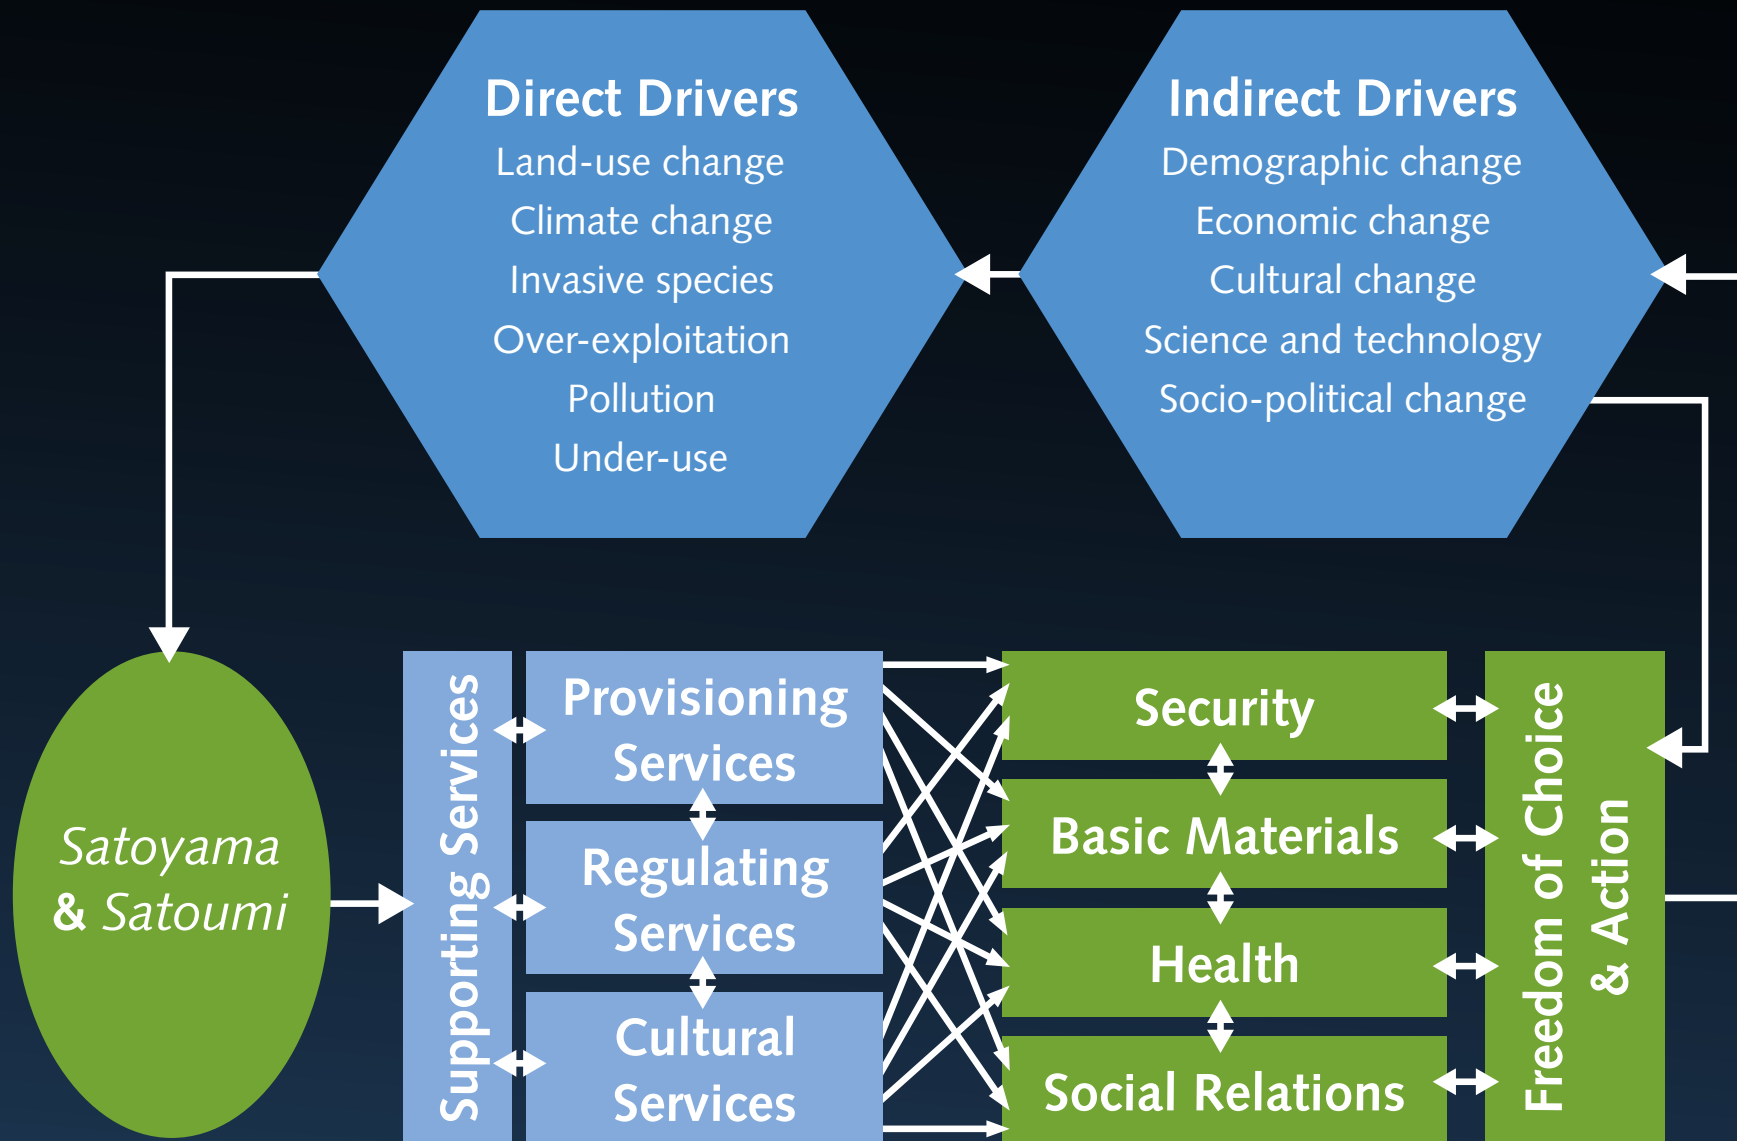 Direct Drivers
Land-use change
Climate change
Invasive species
Over-exploitation
Pollution
Under-use
Indirect Drivers
Demographic change
Economic change
Cultural change
Science and technology
Socio-political change
Satoyama
& Satoumi
Supporting Services
Provisioning
Services
Regulating
Services
Cultural
Services
Security
Basic Materials
Health
Social Relations
Freedom of Choice
& Action